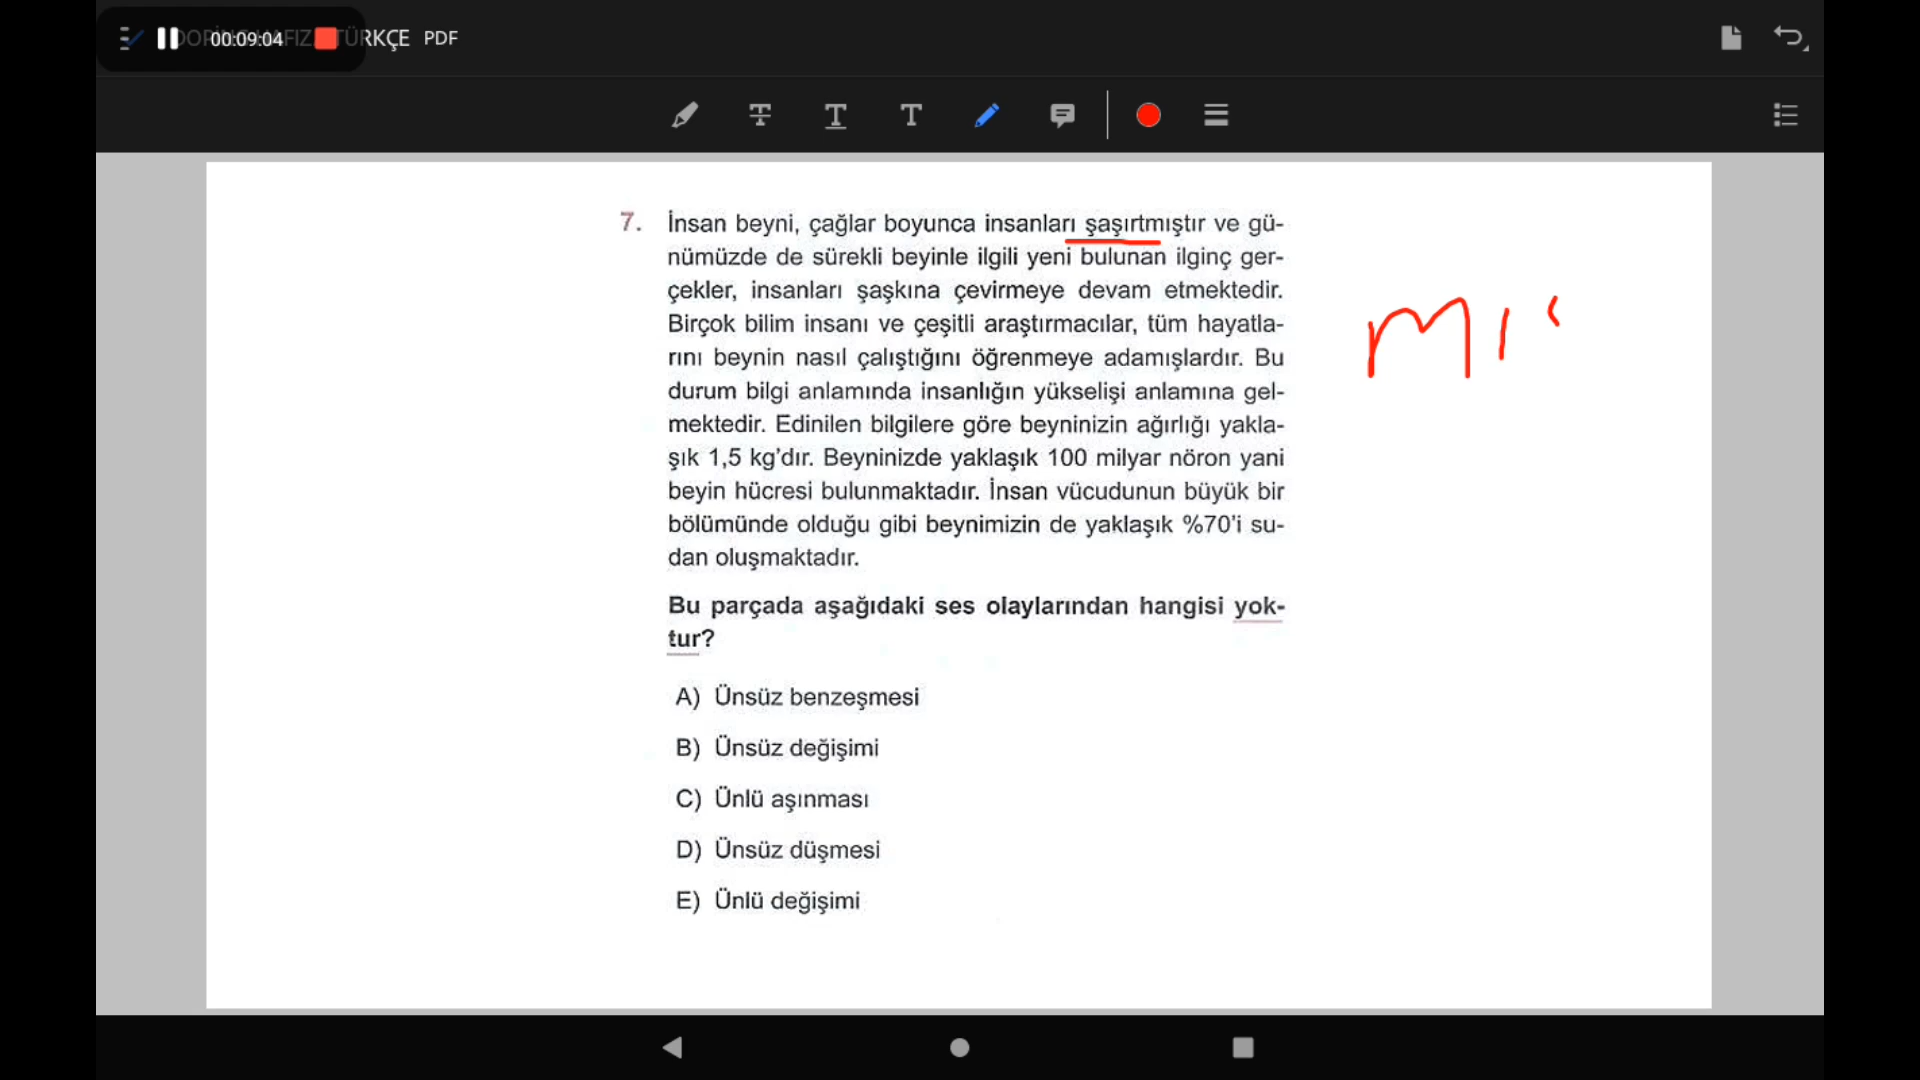 00:09:04 TÜRKÇE PDF
7. İnsan beyni, çağlar boyunca insanları şaşırtmıştır ve gü-
nümüzde de sürekli beyinle ilgili yeni bulunan ilginç ger-
çekler, insanları şaşkına çevirmeye devam etmektedir.
Birçok bilim insanı ve çeşitli araştırmacılar, tüm hayatla-
rını beynin nasıl çalıştığını öğrenmeye adamışlardır. Bu
durum bilgi anlamında insanlığın yükselişi anlamına gel-
mektedir. Edinilen bilgilere göre beyninizin ağırlığı yakla-
şık 1,5 kg'dır. Beyninizde yaklaşık 100 milyar nöron yani
beyin hücresi bulunmaktadır. İnsan vücudunun büyük bir
bölümünde olduğu gibi beynimizin de yaklaşık %70'i su-
dan oluşmaktadır.
Bu parçada aşağıdaki ses olaylarından hangisi yok-
tur?
A) Ünsüz benzeşmesi
B) Ünsüz değişimi
C) Ünlü aşınması
D) Ünsüz düşmesi
E) Ünlü değişimi